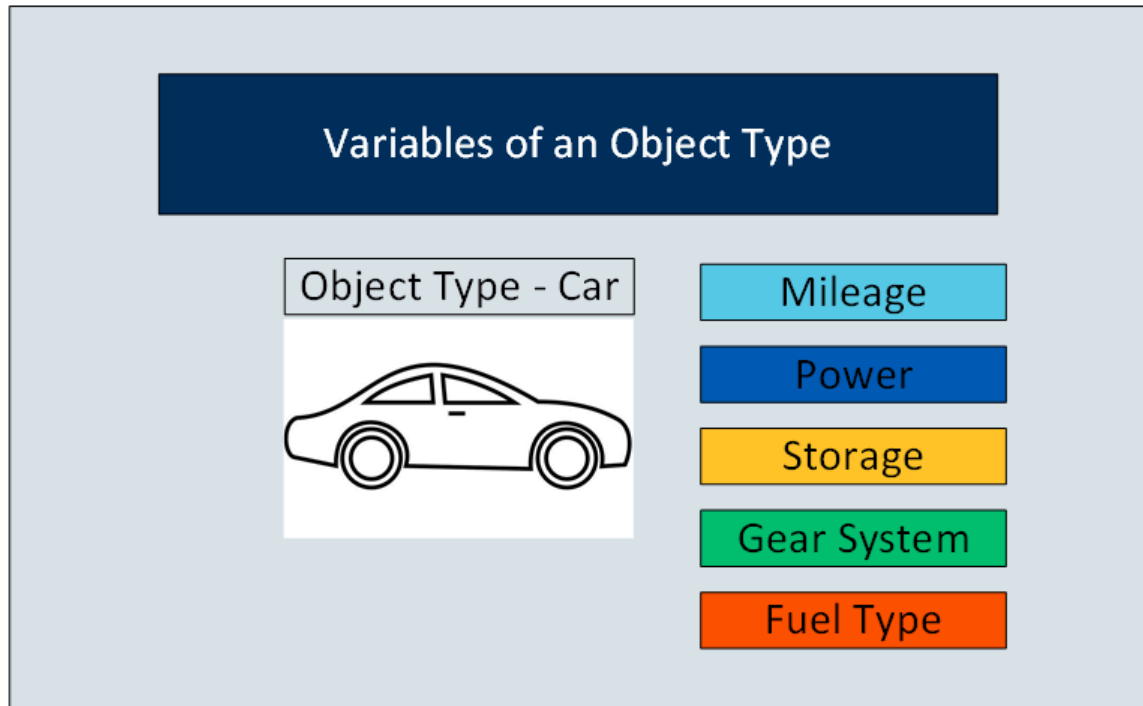 Variables of an Object Type
Object Type - Car
Mileage
Power
Storage
Gear System
Fuel Type